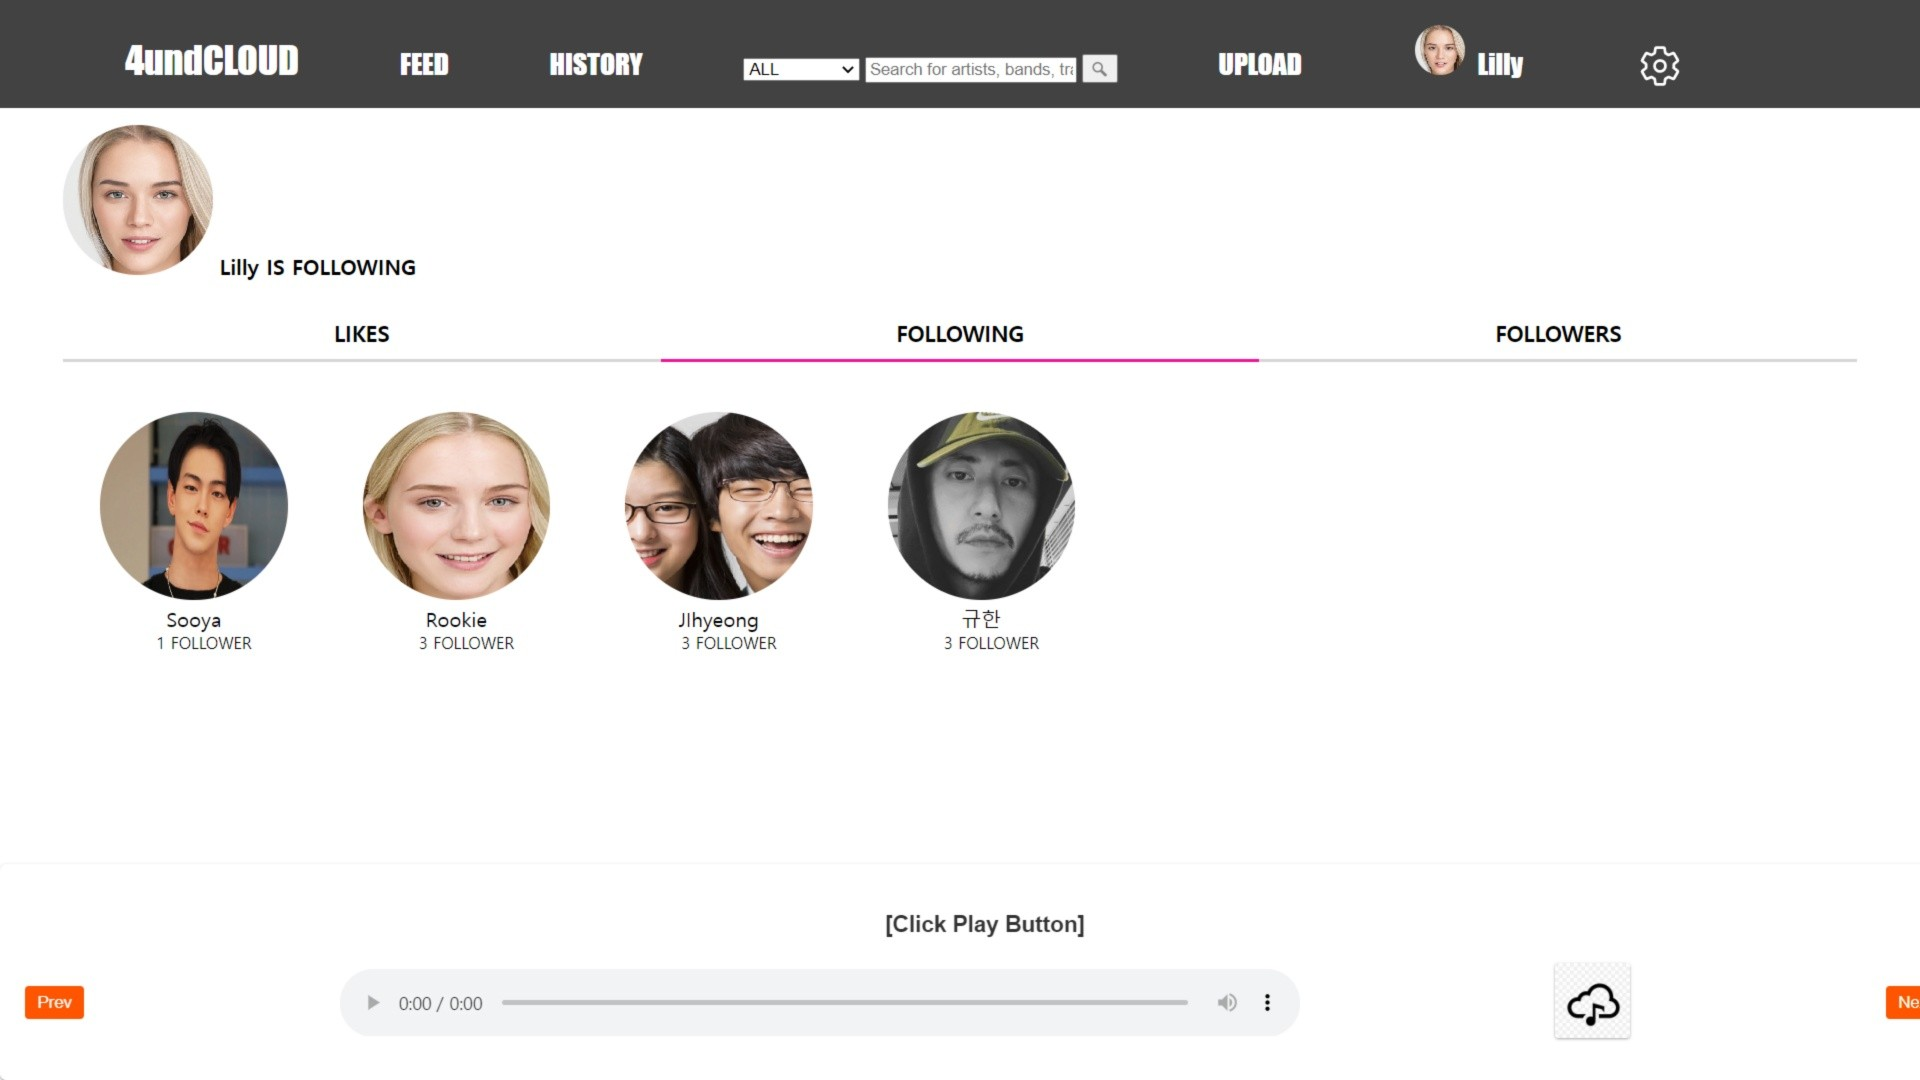 4undCLOUD FEED HISTORY ALL Search for artists, bands, tra UPLOAD Lilly
Lilly IS FOLLOWING
LIKES FOLLOWING FOLLOWERS
Sooya Rookie JIhyeong 규한
1 FOLLOWER 3 FOLLOWER 3 FOLLOWER 3 FOLLOWER
[Click Play Button]
Prev 0:00 / 0:00 Ne